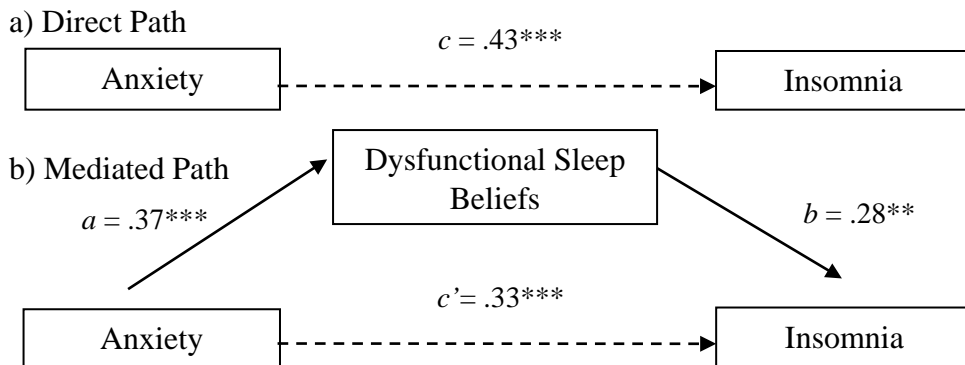 a) Direct Path
c = .43***
Anxiety
Insomnia
b) Mediated Path
Dysfunctional Sleep
Beliefs
a = .37***
b = .28**
c’= .33***
Anxiety
Insomnia